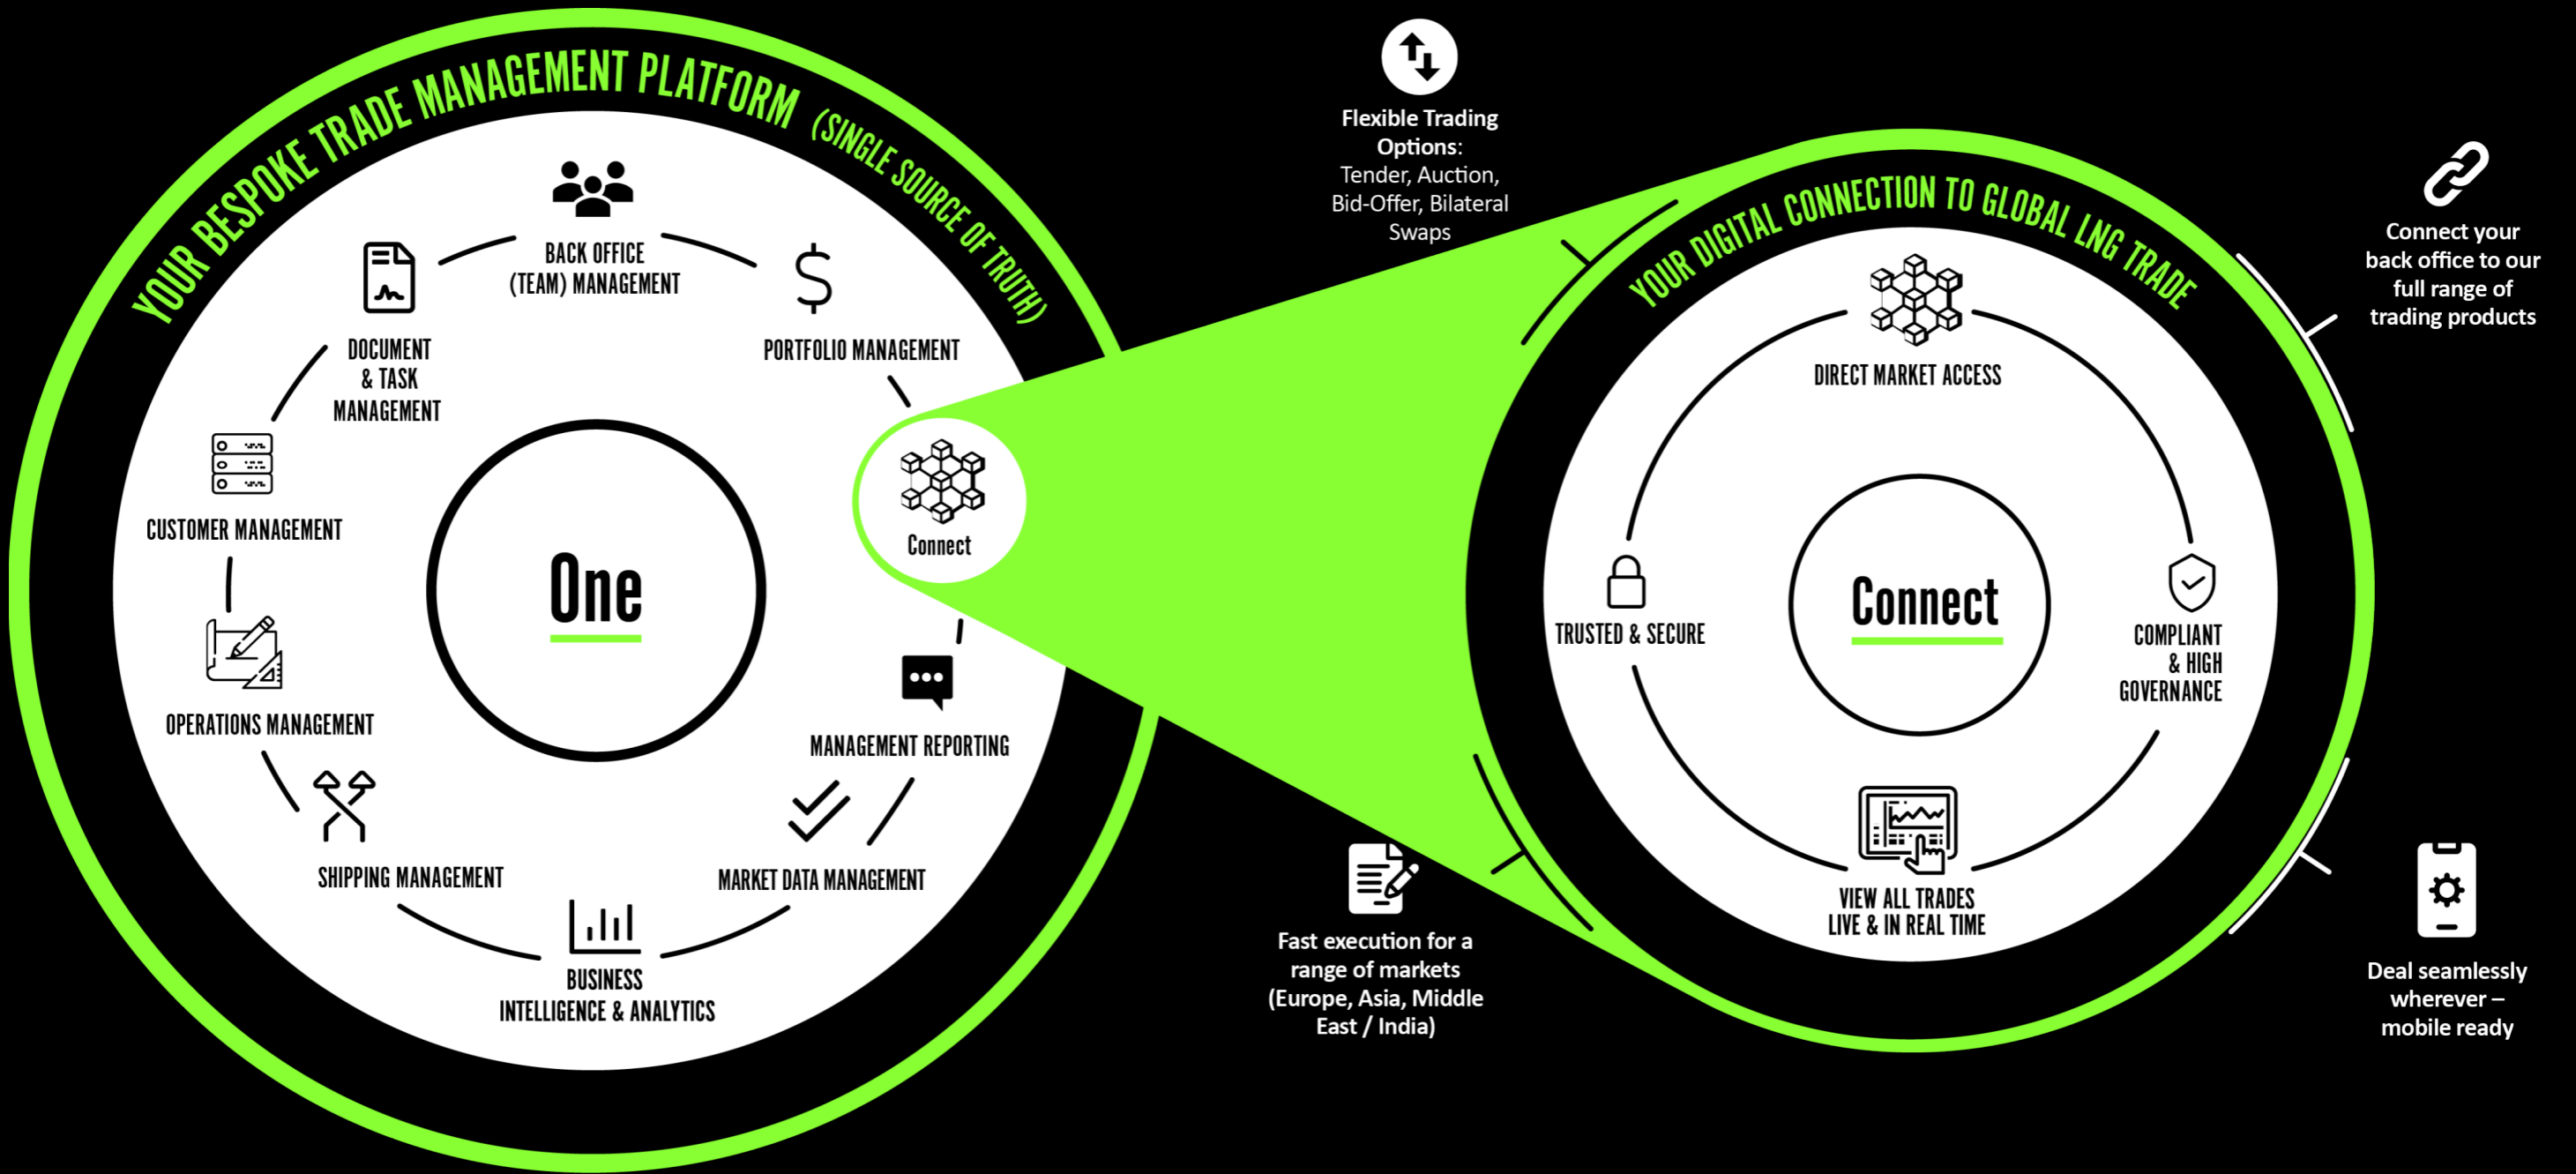 YOUR BESPOKE TRADE MANAGEMENT PLATFORM (SINGLE SOURCE OF TRUTH)
BACK OFFICE
(TEAM) MANAGEMENT
PORTFOLIO MANAGEMENT
Connect
MANAGEMENT REPORTING
MARKET DATA MANAGEMENT
BUSINESS
INTELLIGENCE & ANALYTICS
SHIPPING MANAGEMENT
OPERATIONS MANAGEMENT
CUSTOMER MANAGEMENT
DOCUMENT
& TASK
MANAGEMENT
One
Flexible Trading
Options:
Tender, Auction,
Bid-Offer, Bilateral
Swaps
Fast execution for a
range of markets
(Europe, Asia, Middle
East / India)
YOUR DIGITAL CONNECTION TO GLOBAL LNG TRADE
DIRECT MARKET ACCESS
COMPLIANT
& HIGH
GOVERNANCE
VIEW ALL TRADES
LIVE & IN REAL TIME
TRUSTED & SECURE
Connect
Connect your
back office to our
full range of
trading products
Deal seamlessly
wherever –
mobile ready